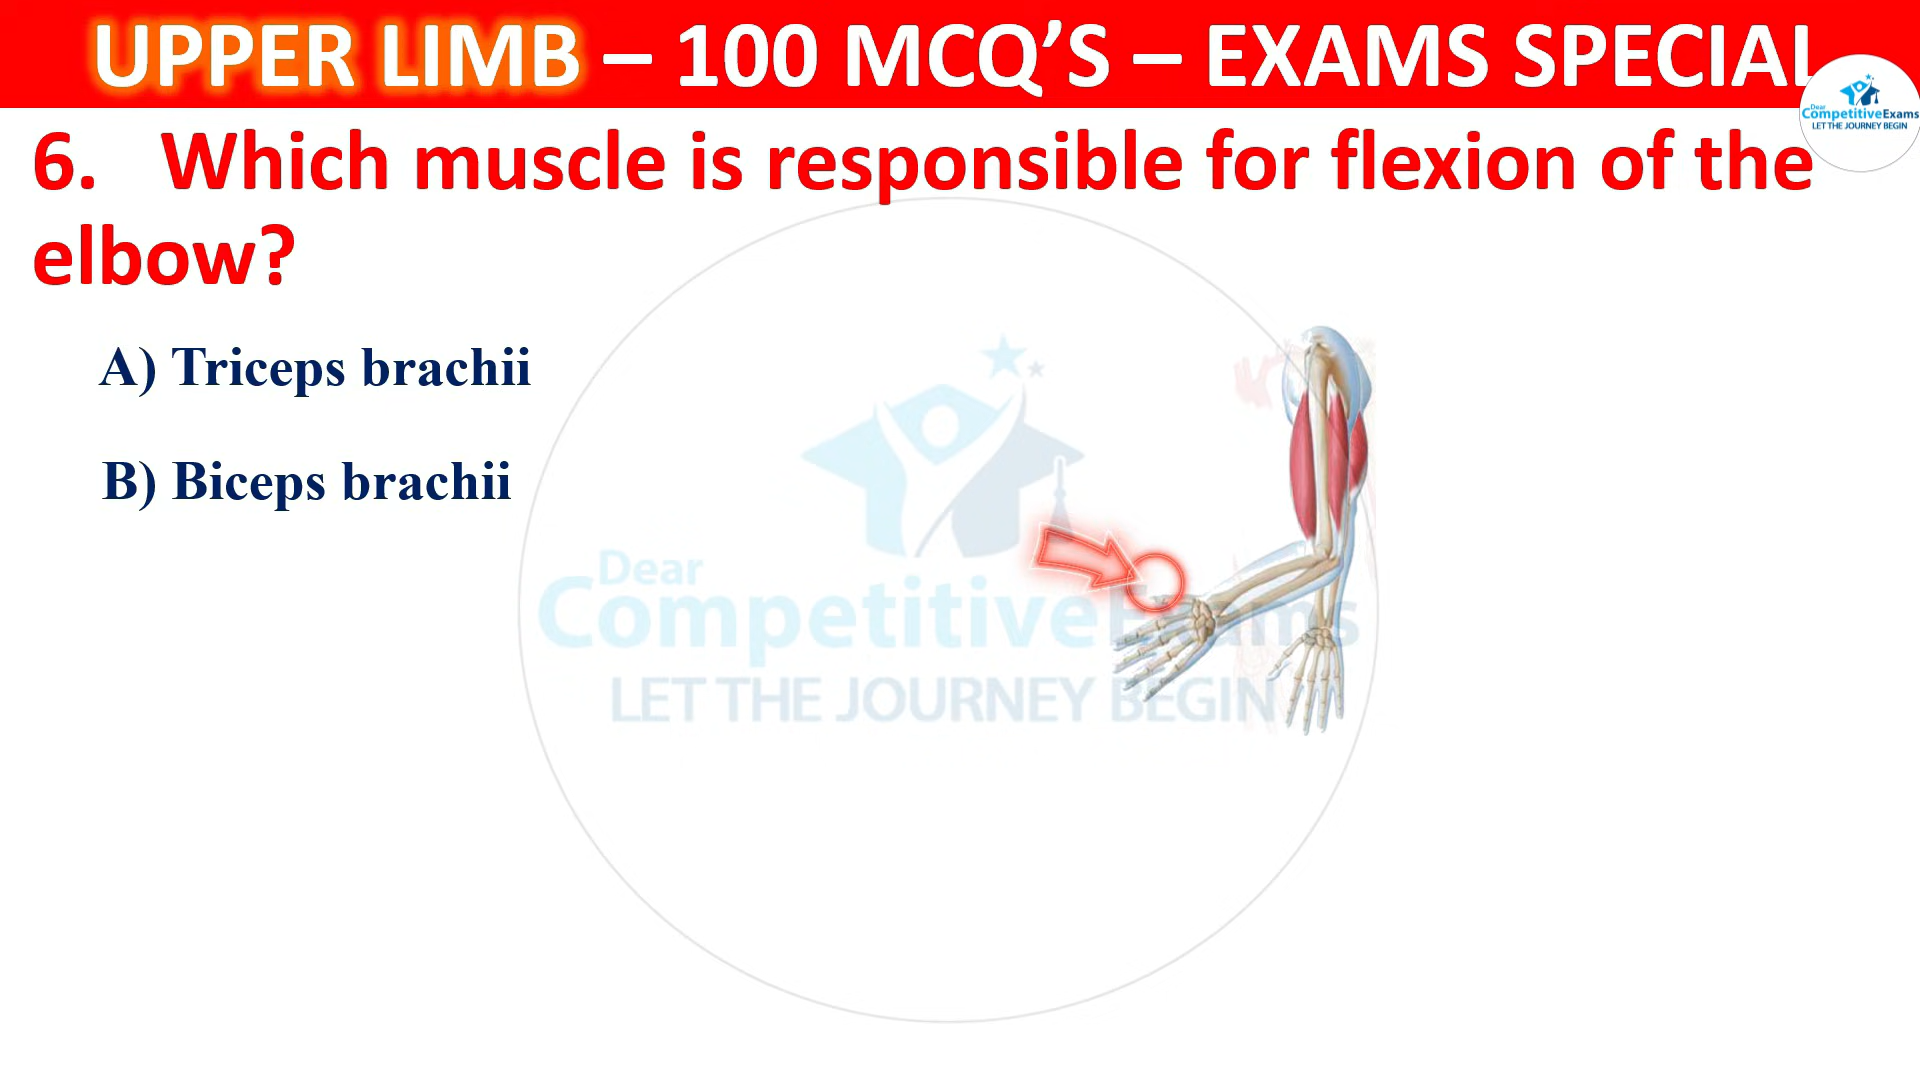 UPPER LIMB – 100 MCQ’S – EXAMS SPECIAL
Dear
CompetitiveExams
LET THE JOURNEY BEGIN
6. Which muscle is responsible for flexion of the
elbow?
A) Triceps brachii
B) Biceps brachii
Dear
CompetitiveExams
LET THE JOURNEY BEGIN